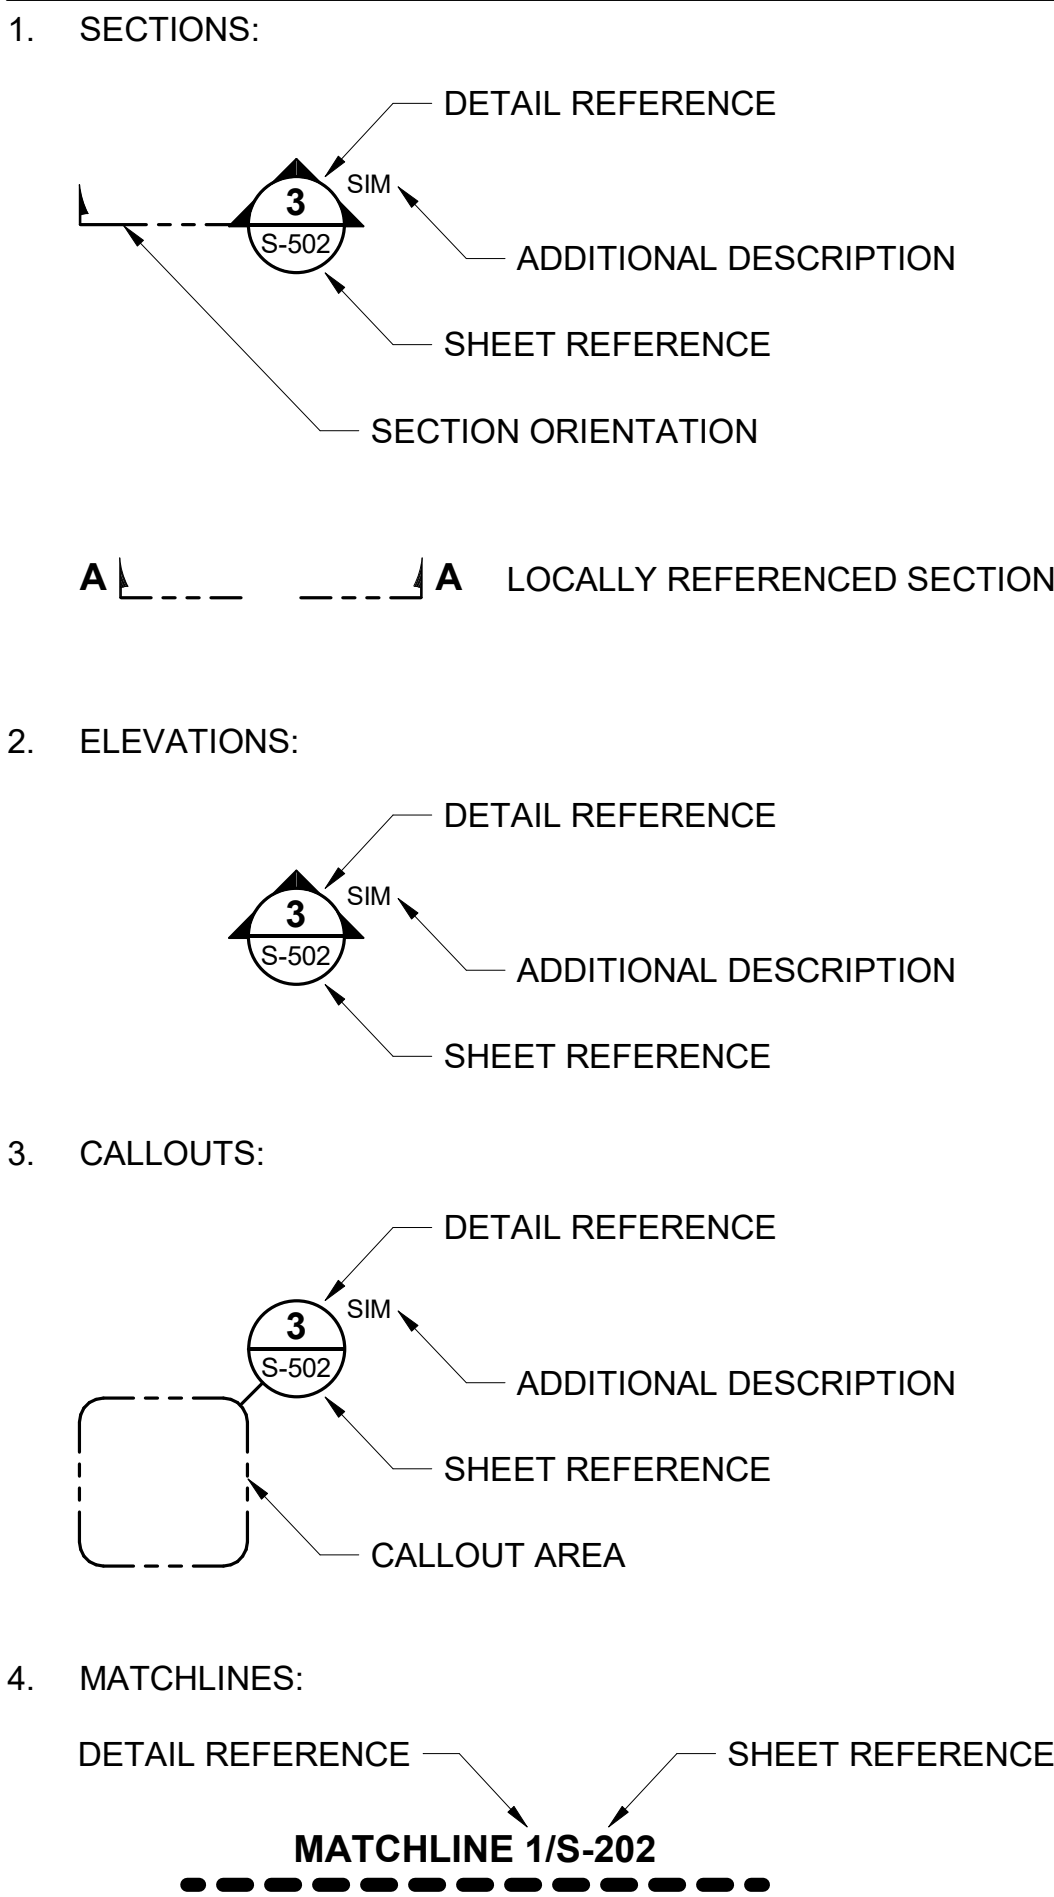 1. SECTIONS:
DETAIL REFERENCE
3
SIM
S-502
ADDITIONAL DESCRIPTION
SHEET REFERENCE
SECTION ORIENTATION
A A LOCALLY REFERENCED SECTION
2. ELEVATIONS:
DETAIL REFERENCE
3
SIM
S-502
ADDITIONAL DESCRIPTION
SHEET REFERENCE
3. CALLOUTS:
DETAIL REFERENCE
3
SIM
S-502
ADDITIONAL DESCRIPTION
SHEET REFERENCE
CALLOUT AREA
4. MATCHLINES:
DETAIL REFERENCE SHEET REFERENCE
MATCHLINE 1/S-202